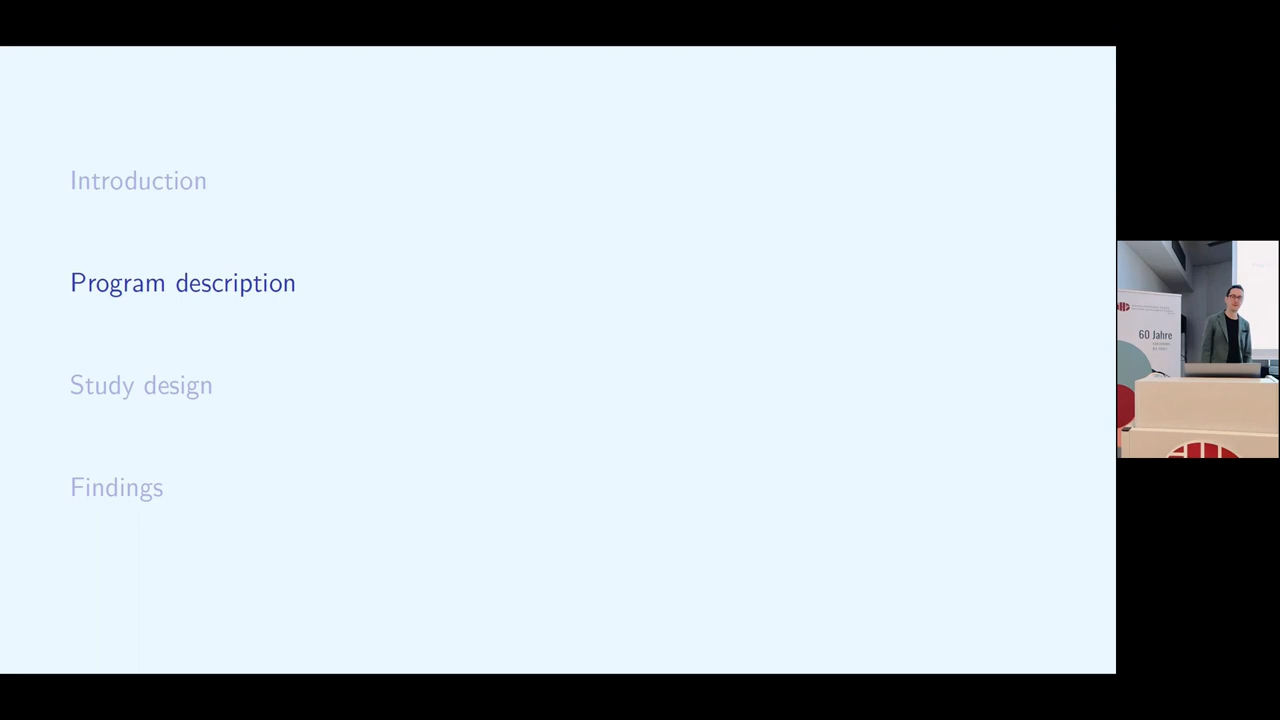 Introduction
Program description
Study design
Findings
60 Jahre